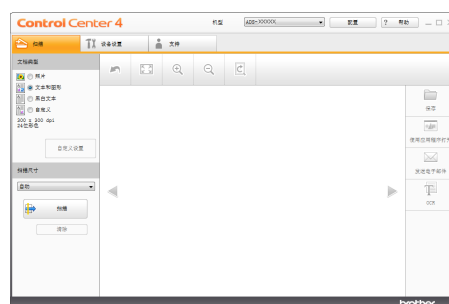 Control Center 4
机型
ADS-XXXXX
配置
? 帮助
扫描
设备设置
支持
文档类型
照片
文本和图形
黑白文本
自定义
300 x 300 dpi
24位彩色
自定义设置
扫描尺寸
自动
扫描
清除
保存
使用应用程序打开
发送电子邮件
OCR
brother